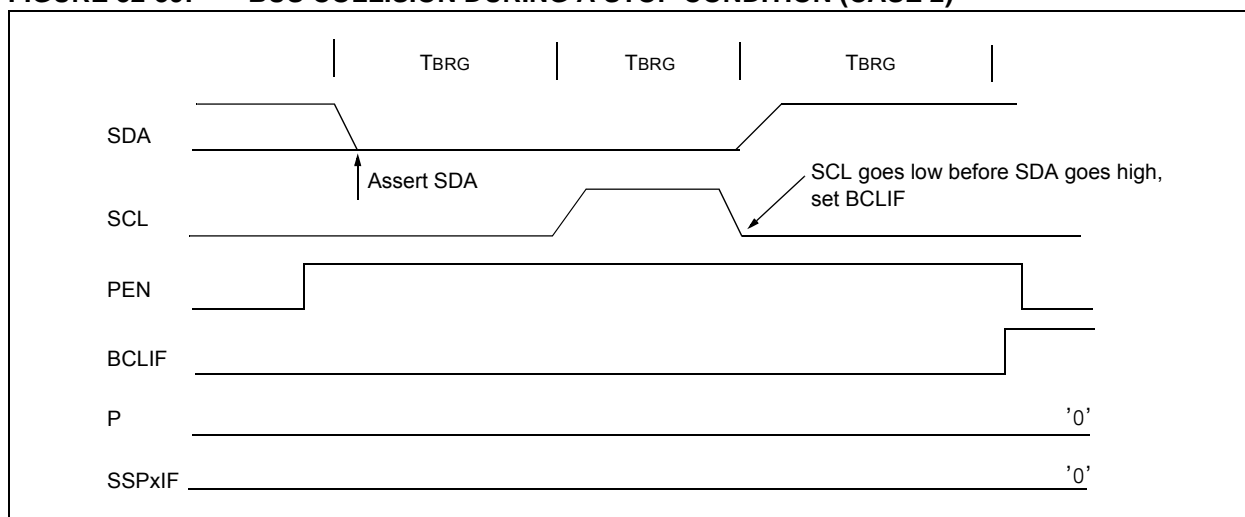 TBRG TBRG TBRG
SDA
Assert SDA
SCL goes low before SDA goes high,
set BCLIF
SCL
PEN
BCLIF
P
'0'
SSPxIF
'0'